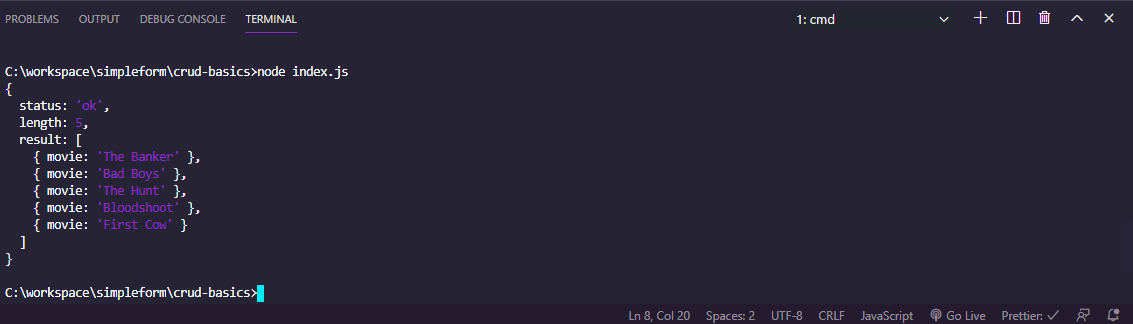 PROBLEMS OUTPUT DEBUG CONSOLE TERMINAL 1: cmd
C:\workspace\simpleform\crud-basics>node index.js
{
  status: 'ok',
  length: 5,
  result: [
    { movie: 'The Banker' },
    { movie: 'Bad Boys' },
    { movie: 'The Hunt' },
    { movie: 'Bloodshoot' },
    { movie: 'First Cow' }
  ]
}
C:\workspace\simpleform\crud-basics>
Ln 8, Col 20 Spaces: 2 UTF-8 CRLF JavaScript Go Live Prettier: